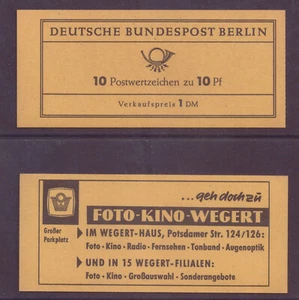 DEUTSCHE BUNDESPOST BERLIN
10 Postwertzeichen zu 10 Pf
Verkaufspreis 1 DM
...geh doch zu
FOTO-KINO-WEGERT
Großer
Parkplatz
IM WEGERT-HAUS, Potsdamer Str. 124/126:
Foto · Kino · Radio · Fernsehen · Tonband · Augenoptik
UND IN 15 WEGERT-FILIALEN:
Foto · Kino · Großauswahl · Sonderangebote